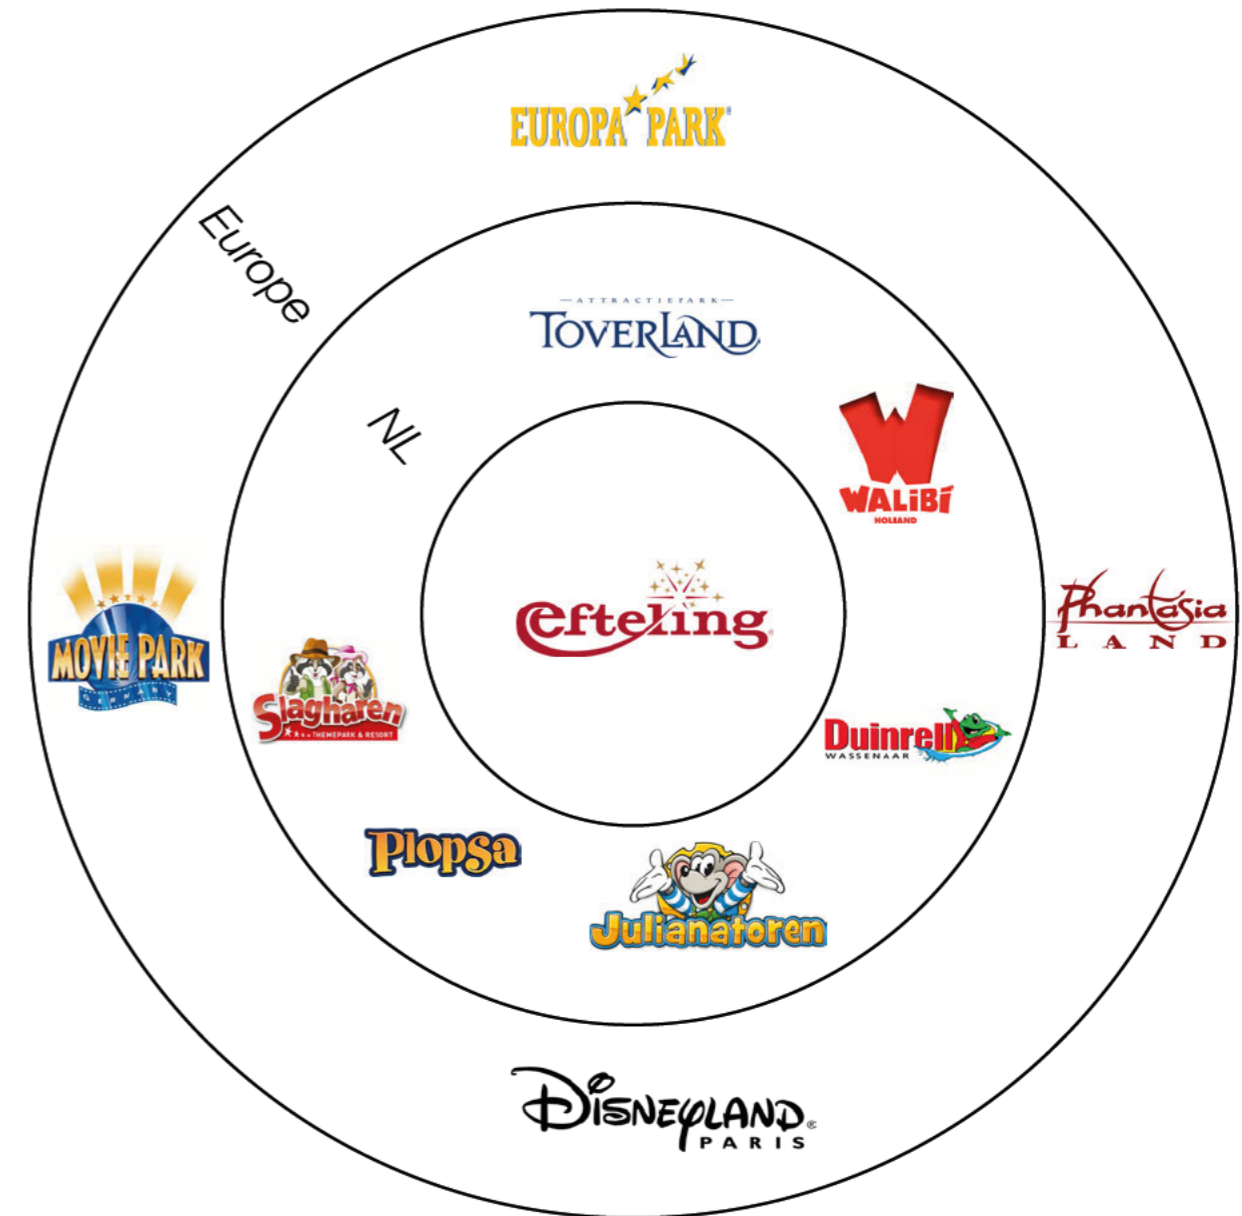 EUROPA PARK®
Europe
ATTRACTIEPARK
TOVERLAND
NL
WALiBi
HOLLAND
Efteling®
Phantasia
LAND
MOVIE PARK
GERMANY
Slagharen
THEMEPARK & RESORT
Duinrell
WASSENAAR
Plopsa
Julianatoren
DISNEYLAND®
PARIS